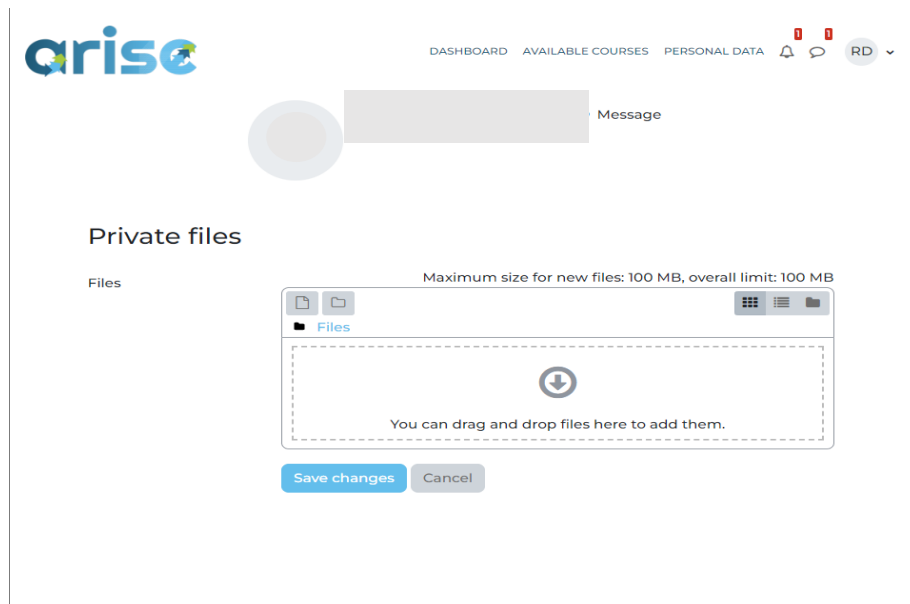 arise
DASHBOARD AVAILABLE COURSES PERSONAL DATA 1 1 RD
Message
Private files
Files
Maximum size for new files: 100 MB, overall limit: 100 MB
Files
You can drag and drop files here to add them.
Save changes Cancel